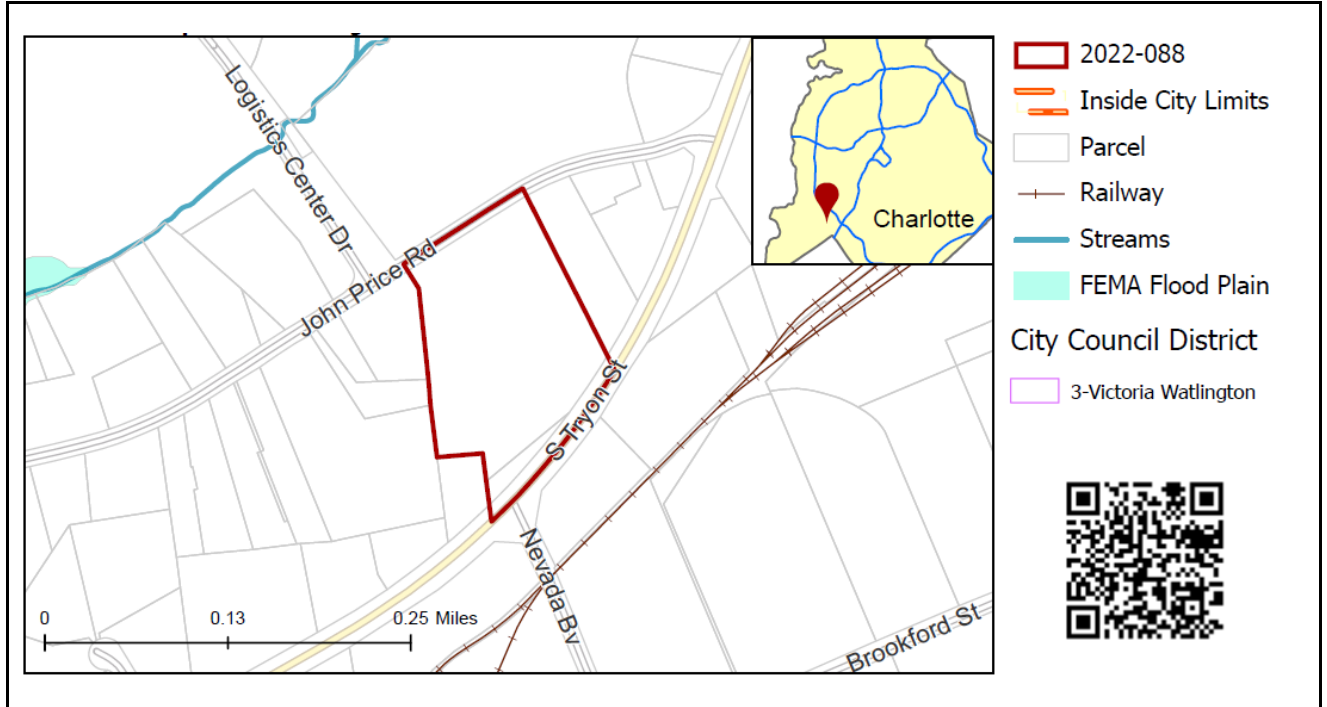 Logistics Center Dr
John Price Rd
S Tryon St
Nevada Bv
Brookford St
0 0.13 0.25 Miles
Charlotte
2022-088
Inside City Limits
Parcel
Railway
Streams
FEMA Flood Plain
City Council District
3-Victoria Watlington